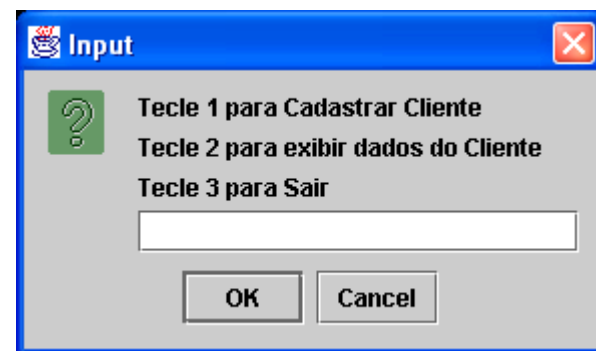 Input
Tecle 1 para Cadastrar Cliente
Tecle 2 para exibir dados do Cliente
Tecle 3 para Sair
OK Cancel